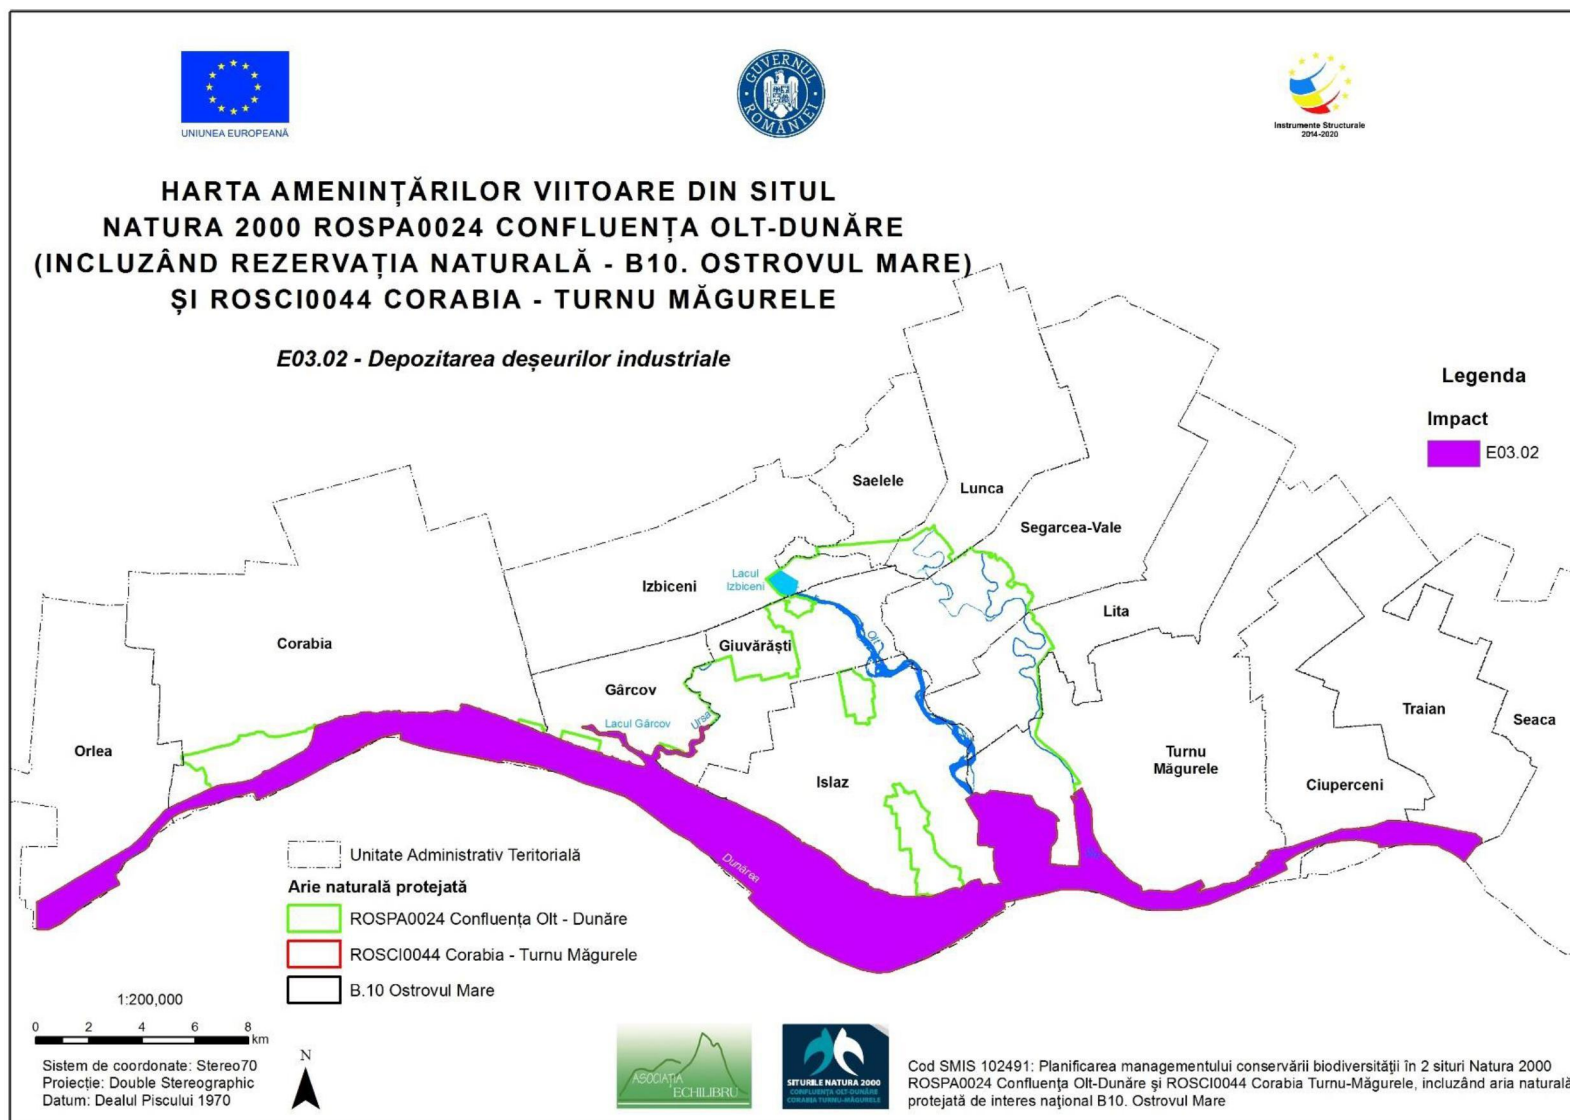 UNIUNEA EUROPEANĂ
GUVERNUL ROMÂNIEI
Instrumente Structurale
2014-2020
HARTA AMENINȚĂRILOR VIITOARE DIN SITUL
NATURA 2000 ROSPA0024 CONFLUENȚA OLT-DUNĂRE
(INCLUZÂND REZERVAȚIA NATURALĂ - B10. OSTROVUL MARE)
ȘI ROSCI0044 CORABIA - TURNU MĂGURELE
E03.02 - Depozitarea deșeurilor industriale
Legenda
Impact
E03.02
Saelele
Lunca
Segarcea-Vale
Izbiceni
Lacul
Izbiceni
Lita
Corabia
Giuvărăști
Olt
Gârcov
Lacul Gârcov
Ursa
Orlea
Islaz
Turnu
Măgurele
Traian
Seaca
Ciuperceni
Dunărea
Unitate Administrativ Teritorială
Arie naturală protejată
ROSPA0024 Confluența Olt - Dunăre
ROSCI0044 Corabia - Turnu Măgurele
B.10 Ostrovul Mare
1:200,000
0 2 4 6 8
km
Sistem de coordonate: Stereo70
Proiecție: Double Stereographic
Datum: Dealul Piscului 1970
N
ASOCIAȚIA
ECHILIBRU
SITURILE NATURA 2000
CONFLUENȚA OLT-DUNĂRE
CORABIA TURNU-MĂGURELE
Cod SMIS 102491: Planificarea managementului conservării biodiversității în 2 situri Natura 2000
ROSPA0024 Confluența Olt-Dunăre și ROSCI0044 Corabia Turnu-Măgurele, incluzând aria naturală
protejată de interes național B10. Ostrovul Mare